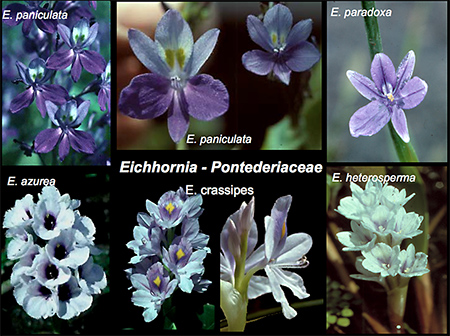 E. paniculata
E. paradoxa
E. paniculata
Eichhornia - Pontederiaceae
E. azurea
E. crassipes
E. heterosperma